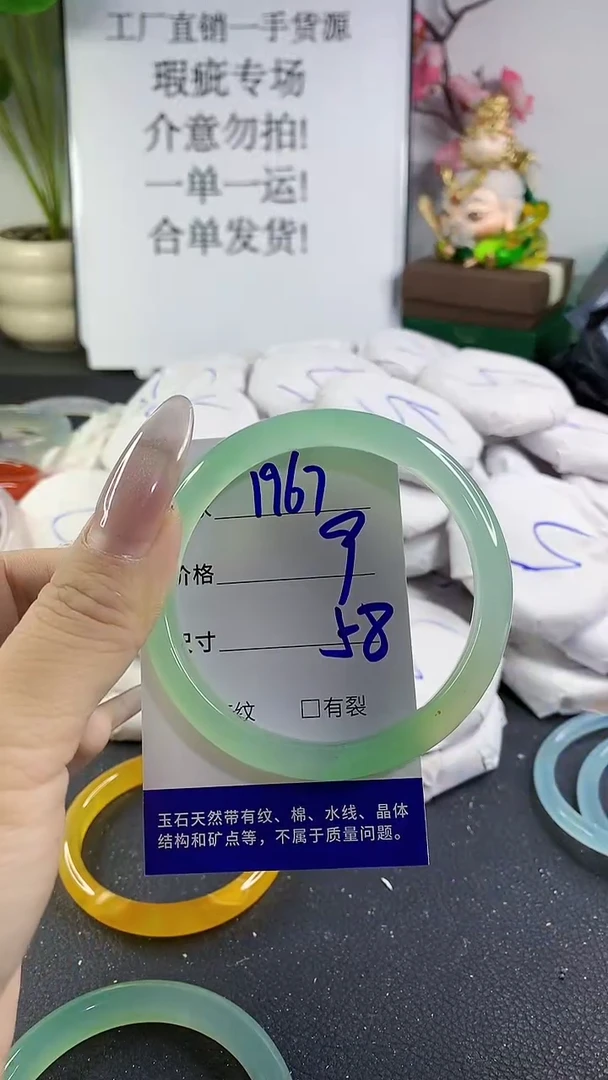 工厂直销一手货源
瑕疵专场
介意勿拍!
一单一运!
合单发货!
1967
价格 9
尺寸 58
纹 □有裂
玉石天然带有纹、棉、水线、晶体
结构和矿点等，不属于质量问题。